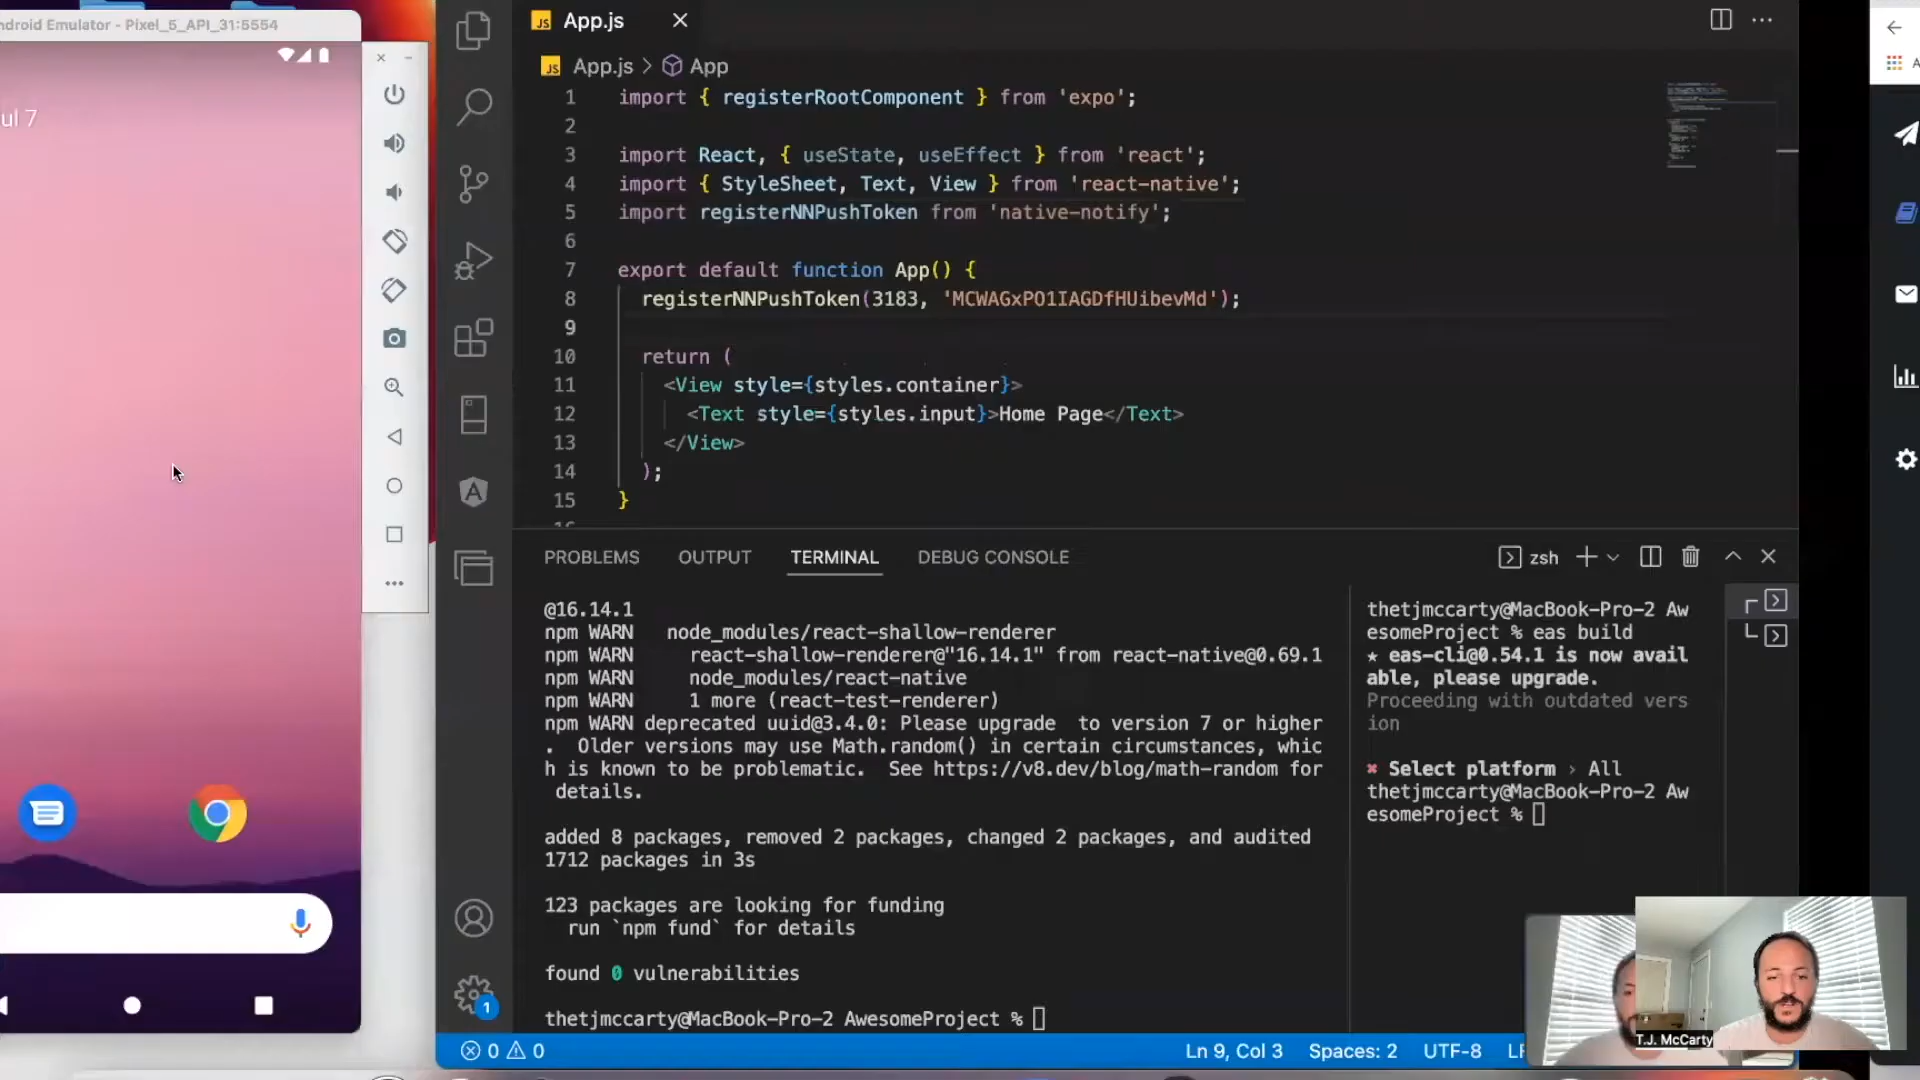 ndroid Emulator - Pixel_5_API_31:5554
ul 7
JS App.js
JS App.js > App
1 import { registerRootComponent } from 'expo';
2
3 import React, { useState, useEffect } from 'react';
4 import { StyleSheet, Text, View } from 'react-native';
5 import registerNNPushToken from 'native-notify';
6
7 export default function App() {
8 registerNNPushToken(3183, 'MCWAGxPO1IAGDfHUibevMd');
9
10 return (
11 <View style={styles.container}>
12 <Text style={styles.input}>Home Page</Text>
13 </View>
14 );
15 }
16
PROBLEMS OUTPUT TERMINAL DEBUG CONSOLE zsh
@16.14.1
npm WARN node_modules/react-shallow-renderer
npm WARN react-shallow-renderer@"16.14.1" from react-native@0.69.1
npm WARN node_modules/react-native
npm WARN 1 more (react-test-renderer)
npm WARN deprecated uuid@3.4.0: Please upgrade  to version 7 or higher
.  Older versions may use Math.random() in certain circumstances, whic
h is known to be problematic.  See https://v8.dev/blog/math-random for
details.
added 8 packages, removed 2 packages, changed 2 packages, and audited
1712 packages in 3s
123 packages are looking for funding
run `npm fund` for details
found 0 vulnerabilities
thetjmccarty@MacBook-Pro-2 AwesomeProject %
thetjmccarty@MacBook-Pro-2 Aw
esomeProject % eas build
★ eas-cli@0.54.1 is now avail
able, please upgrade.
Proceeding with outdated vers
ion
✖ Select platform › All
thetjmccarty@MacBook-Pro-2 Aw
esomeProject %
1
0 0
Ln 9, Col 3 Spaces: 2 UTF-8 LF
T.J. McCarty